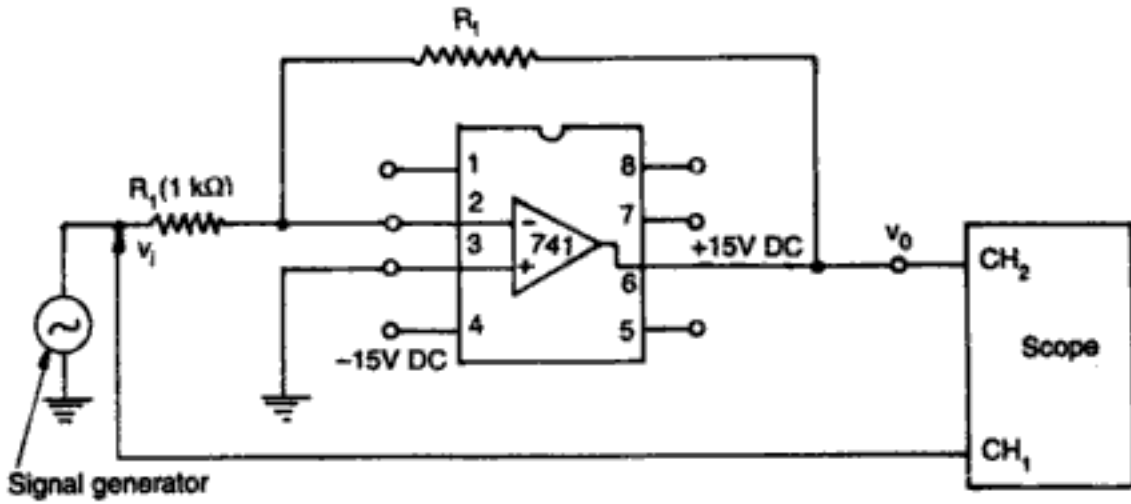 R₁
R₁(1 kΩ)
vᵢ
1
2
3
4
−
+
741
8
7
6
5
+15V DC
−15V DC
v₀
CH₂
Scope
CH₁
Signal generator